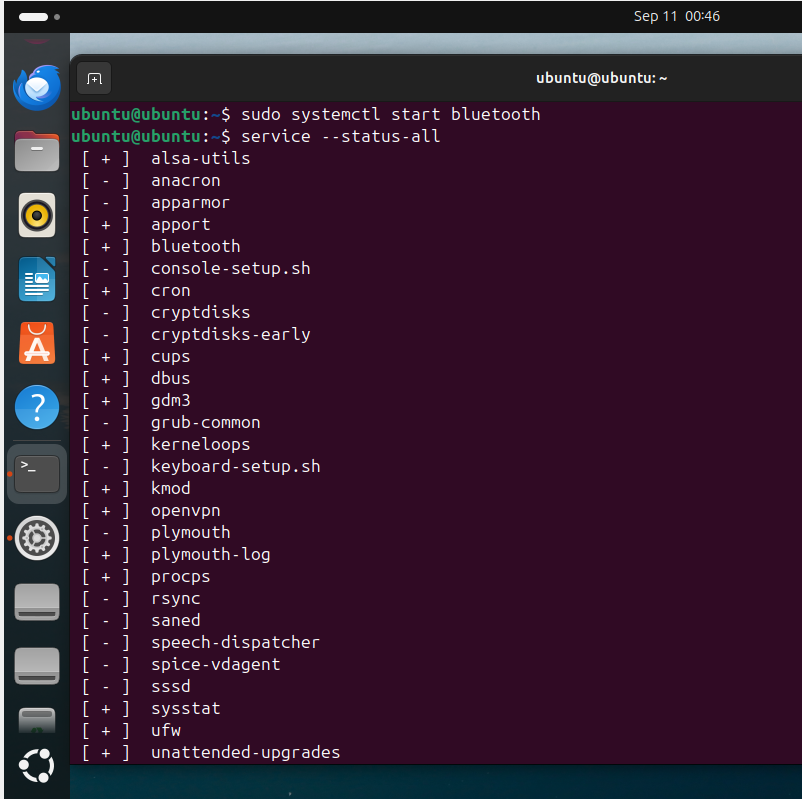 Sep 11 00:46
ubuntu@ubuntu: ~
ubuntu@ubuntu:~$ sudo systemctl start bluetooth
ubuntu@ubuntu:~$ service --status-all
[ + ] alsa-utils
[ - ] anacron
[ - ] apparmor
[ + ] apport
[ + ] bluetooth
[ - ] console-setup.sh
[ + ] cron
[ - ] cryptdisks
[ - ] cryptdisks-early
[ + ] cups
[ + ] dbus
[ + ] gdm3
[ - ] grub-common
[ + ] kerneloops
[ - ] keyboard-setup.sh
[ + ] kmod
[ + ] openvpn
[ - ] plymouth
[ + ] plymouth-log
[ + ] procps
[ - ] rsync
[ - ] saned
[ - ] speech-dispatcher
[ - ] spice-vdagent
[ - ] sssd
[ + ] sysstat
[ + ] ufw
[ + ] unattended-upgrades